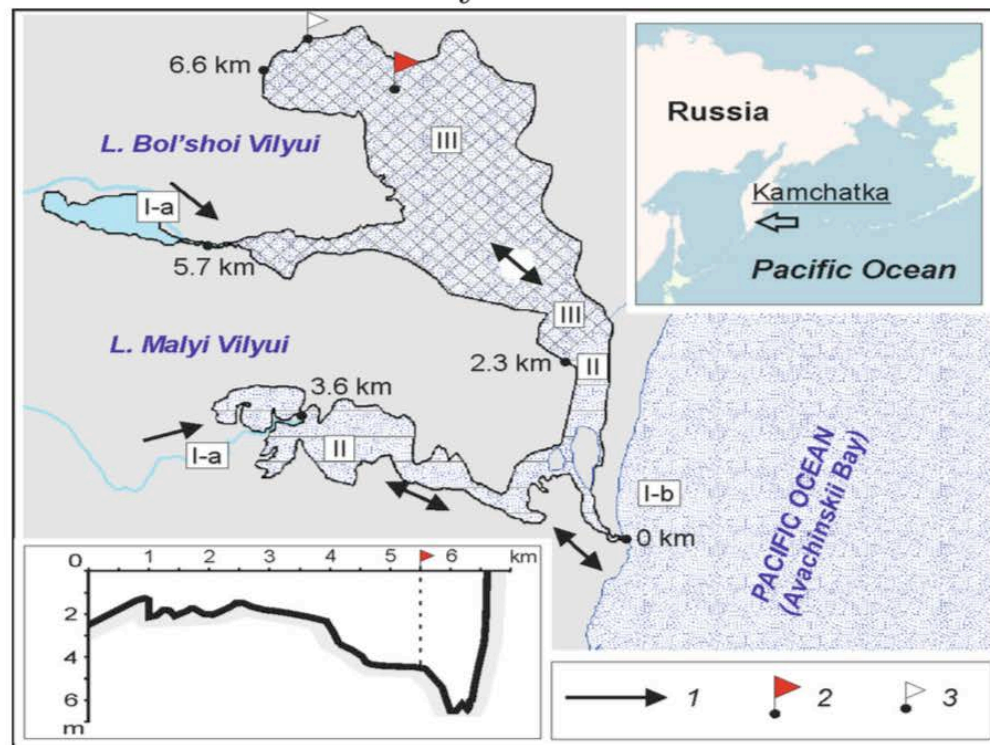 6.6 km
III
L. Bol'shoi Vilyui
I-a
5.7 km
III
L. Malyi Vilyui
2.3 km
II
3.6 km
I-a
II
I-b
0 km
PACIFIC OCEAN
(Avachinskii Bay)
Russia
Kamchatka
Pacific Ocean
0 1 2 3 4 5 6 km
2
4
6
m
1 2 3